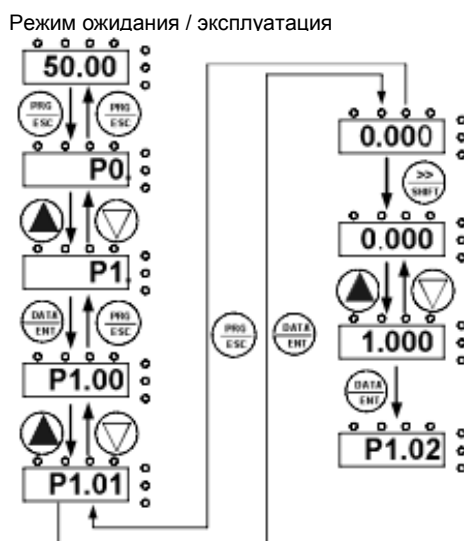 Режим ожидания / эксплуатация
50.00
PRG
ESC
PRG
ESC
P0.
P1.
DATA
ENT
PRG
ESC
P1.00
P1.01
PRG
ESC
DATA
ENT
0.000
>>
SHIFT
0.000
1.000
DATA
ENT
P1.02